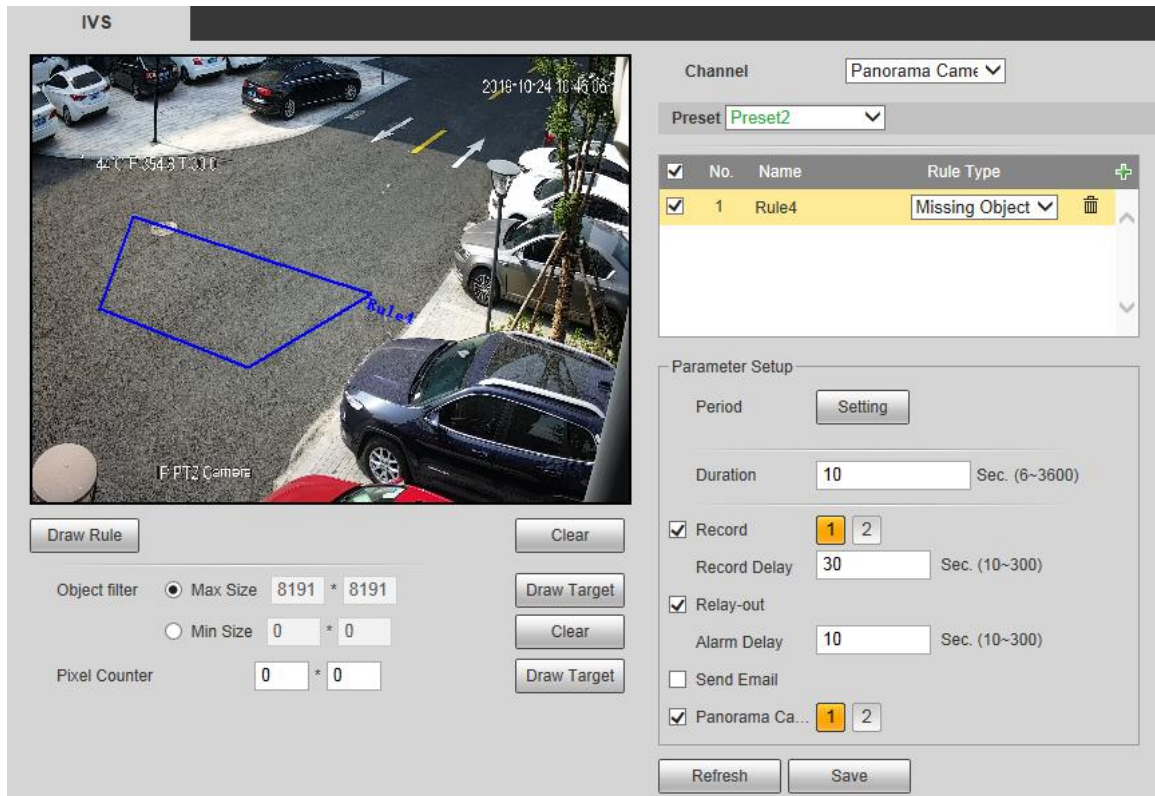 IVS
2018-10-24 10:45:06
IP PTZ Camera
Rule4
Draw Rule
Clear
Object filter
Max Size 8191 * 8191
Draw Target
Min Size 0 * 0
Clear
Pixel Counter 0 * 0
Draw Target
Channel Panorama Came
Preset Preset2
No. Name Rule Type
1 Rule4 Missing Object
Parameter Setup
Period Setting
Duration 10 Sec. (6~3600)
Record 1 2
Record Delay 30 Sec. (10~300)
Relay-out
Alarm Delay 10 Sec. (10~300)
Send Email
Panorama Ca... 1 2
Refresh Save